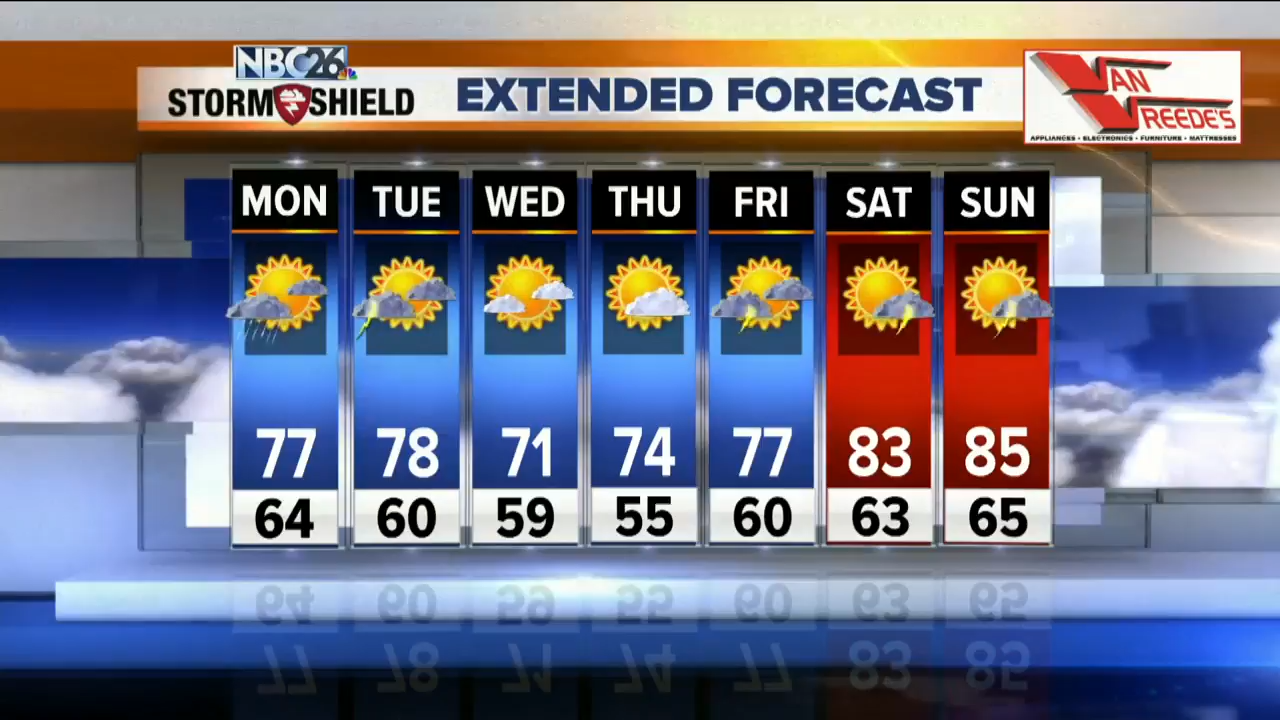 NBC26
STORM SHIELD
EXTENDED FORECAST
VAN VREEDE'S
APPLIANCES • ELECTRONICS • FURNITURE • MATTRESSES
MON TUE WED THU FRI SAT SUN
77 78 71 74 77 83 85
64 60 59 55 60 63 65